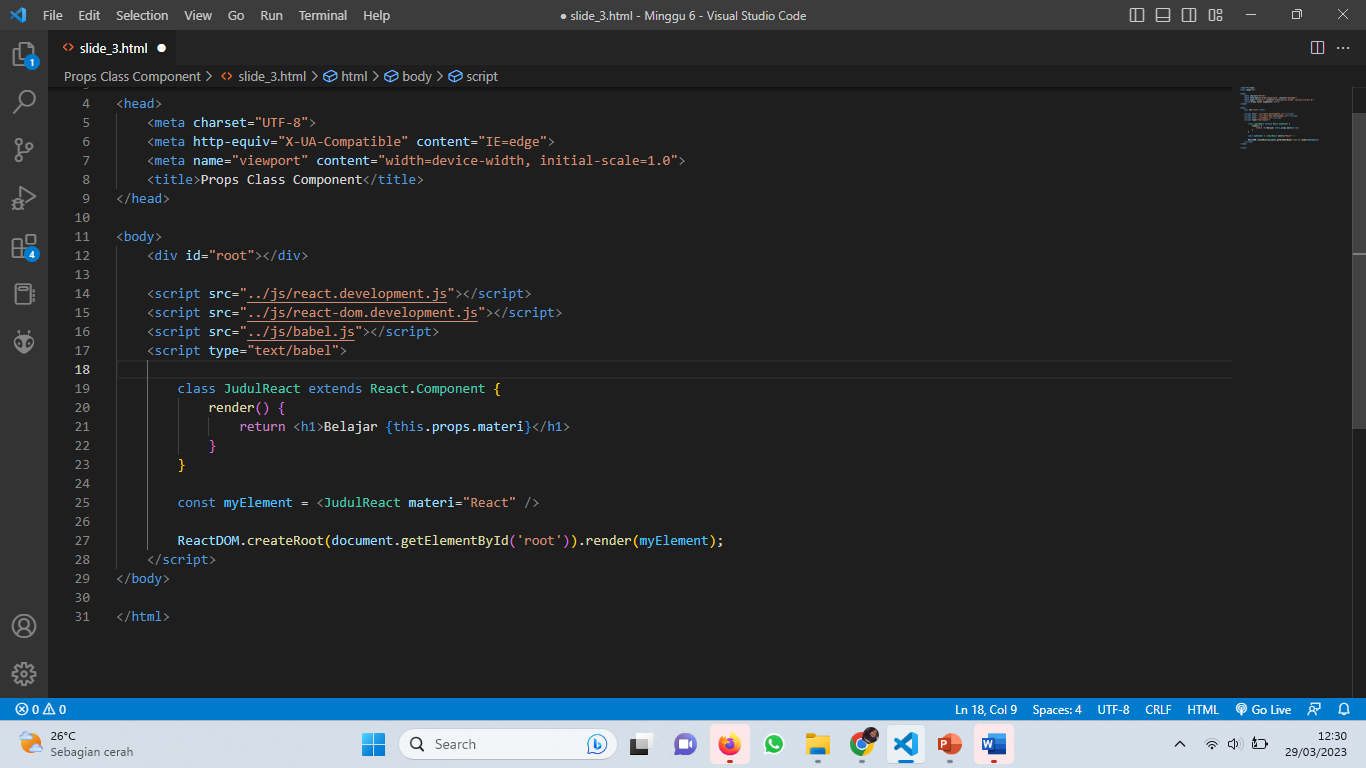 File Edit Selection View Go Run Terminal Help
● slide_3.html - Minggu 6 - Visual Studio Code
slide_3.html ●
Props Class Component > slide_3.html > html > body > script
4 <head>
5 <meta charset="UTF-8">
6 <meta http-equiv="X-UA-Compatible" content="IE=edge">
7 <meta name="viewport" content="width=device-width, initial-scale=1.0">
8 <title>Props Class Component</title>
9 </head>
10
11 <body>
12 <div id="root"></div>
13
14 <script src="../js/react.development.js"></script>
15 <script src="../js/react-dom.development.js"></script>
16 <script src="../js/babel.js"></script>
17 <script type="text/babel">
18
19 class JudulReact extends React.Component {
20 render() {
21 return <h1>Belajar {this.props.materi}</h1>
22 }
23 }
24
25 const myElement = <JudulReact materi="React" />
26
27 ReactDOM.createRoot(document.getElementById('root')).render(myElement);
28 </script>
29 </body>
30
31 </html>
1
4
0 0
Ln 18, Col 9 Spaces: 4 UTF-8 CRLF HTML Go Live
26°C
Sebagian cerah
Search
12:30
29/03/2023